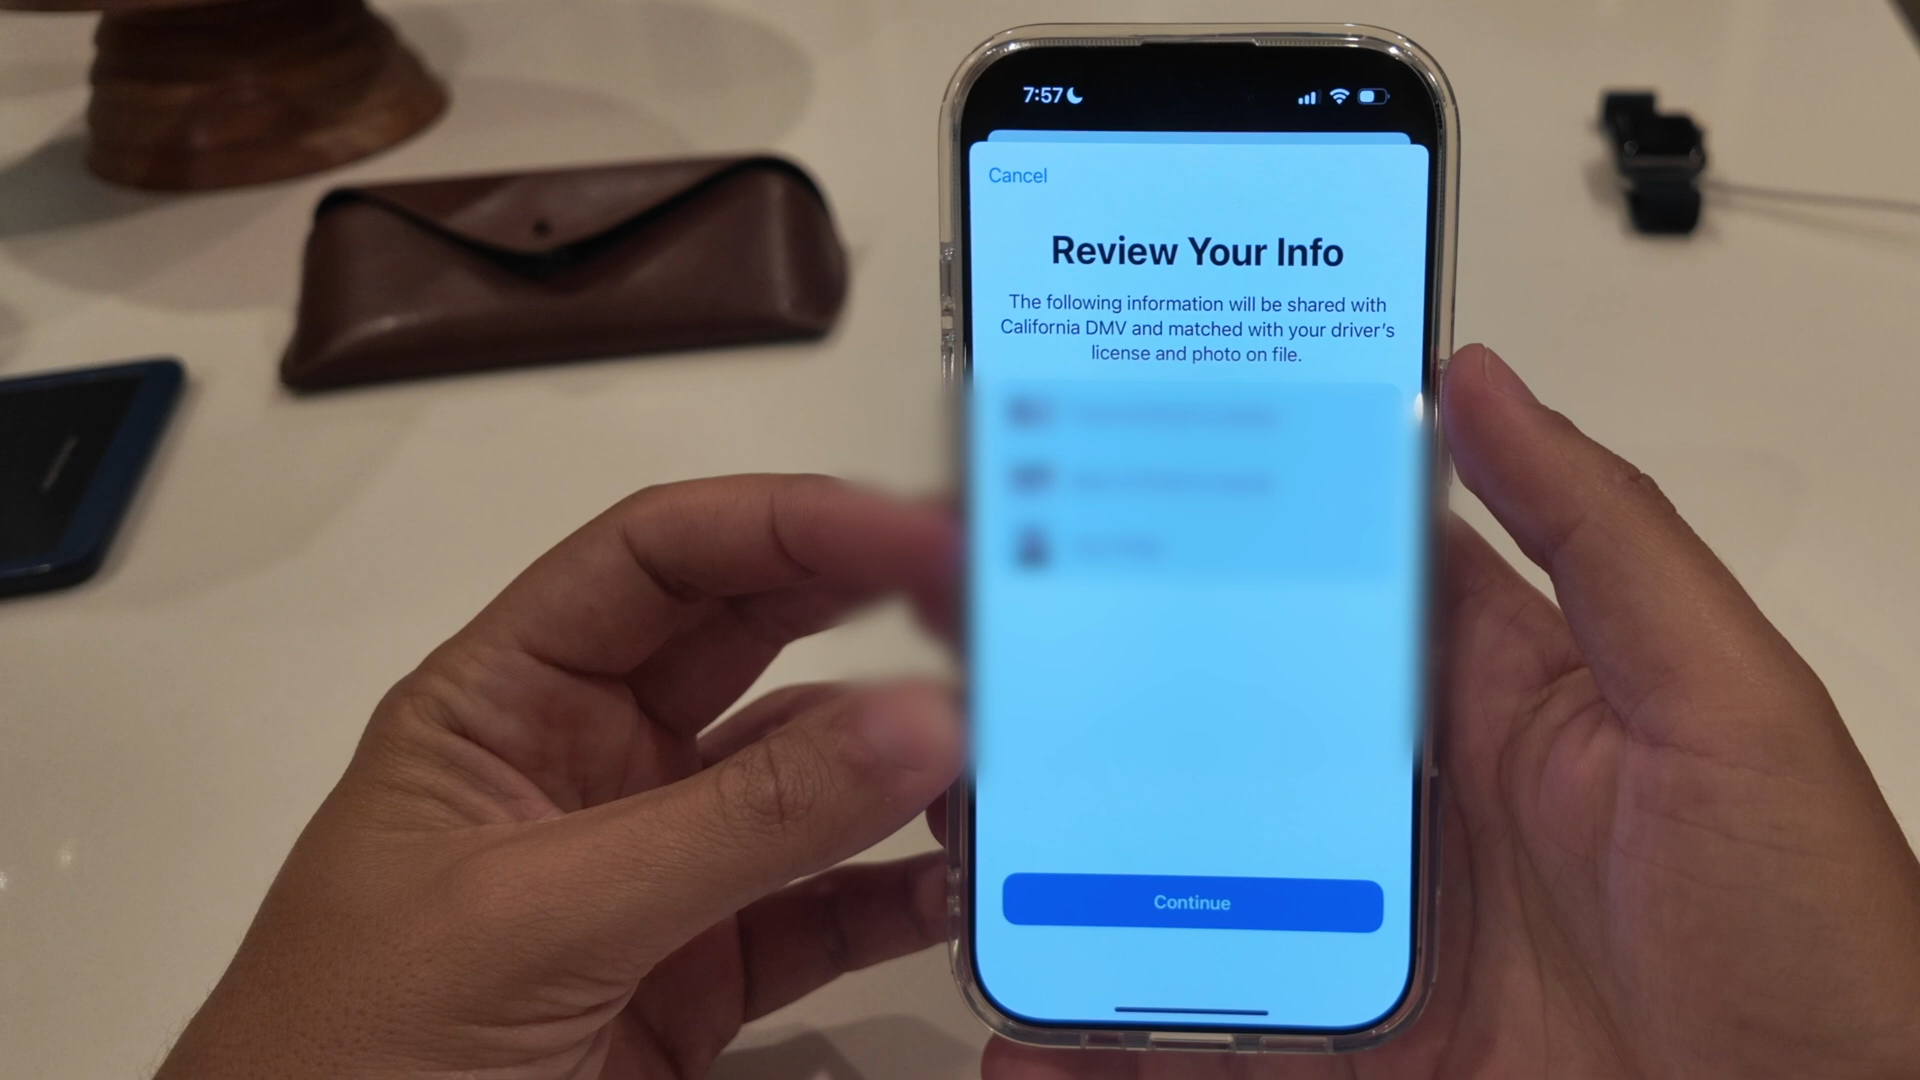 7:57
Cancel
Review Your Info
The following information will be shared with
California DMV and matched with your driver's
license and photo on file.
Continue